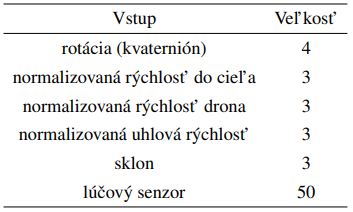 Vstup Veľkosť
rotácia (kvaternión) 4
normalizovaná rýchlosť do cieľa 3
normalizovaná rýchlosť drona 3
normalizovaná uhlová rýchlosť 3
sklon 3
lúčový senzor 50